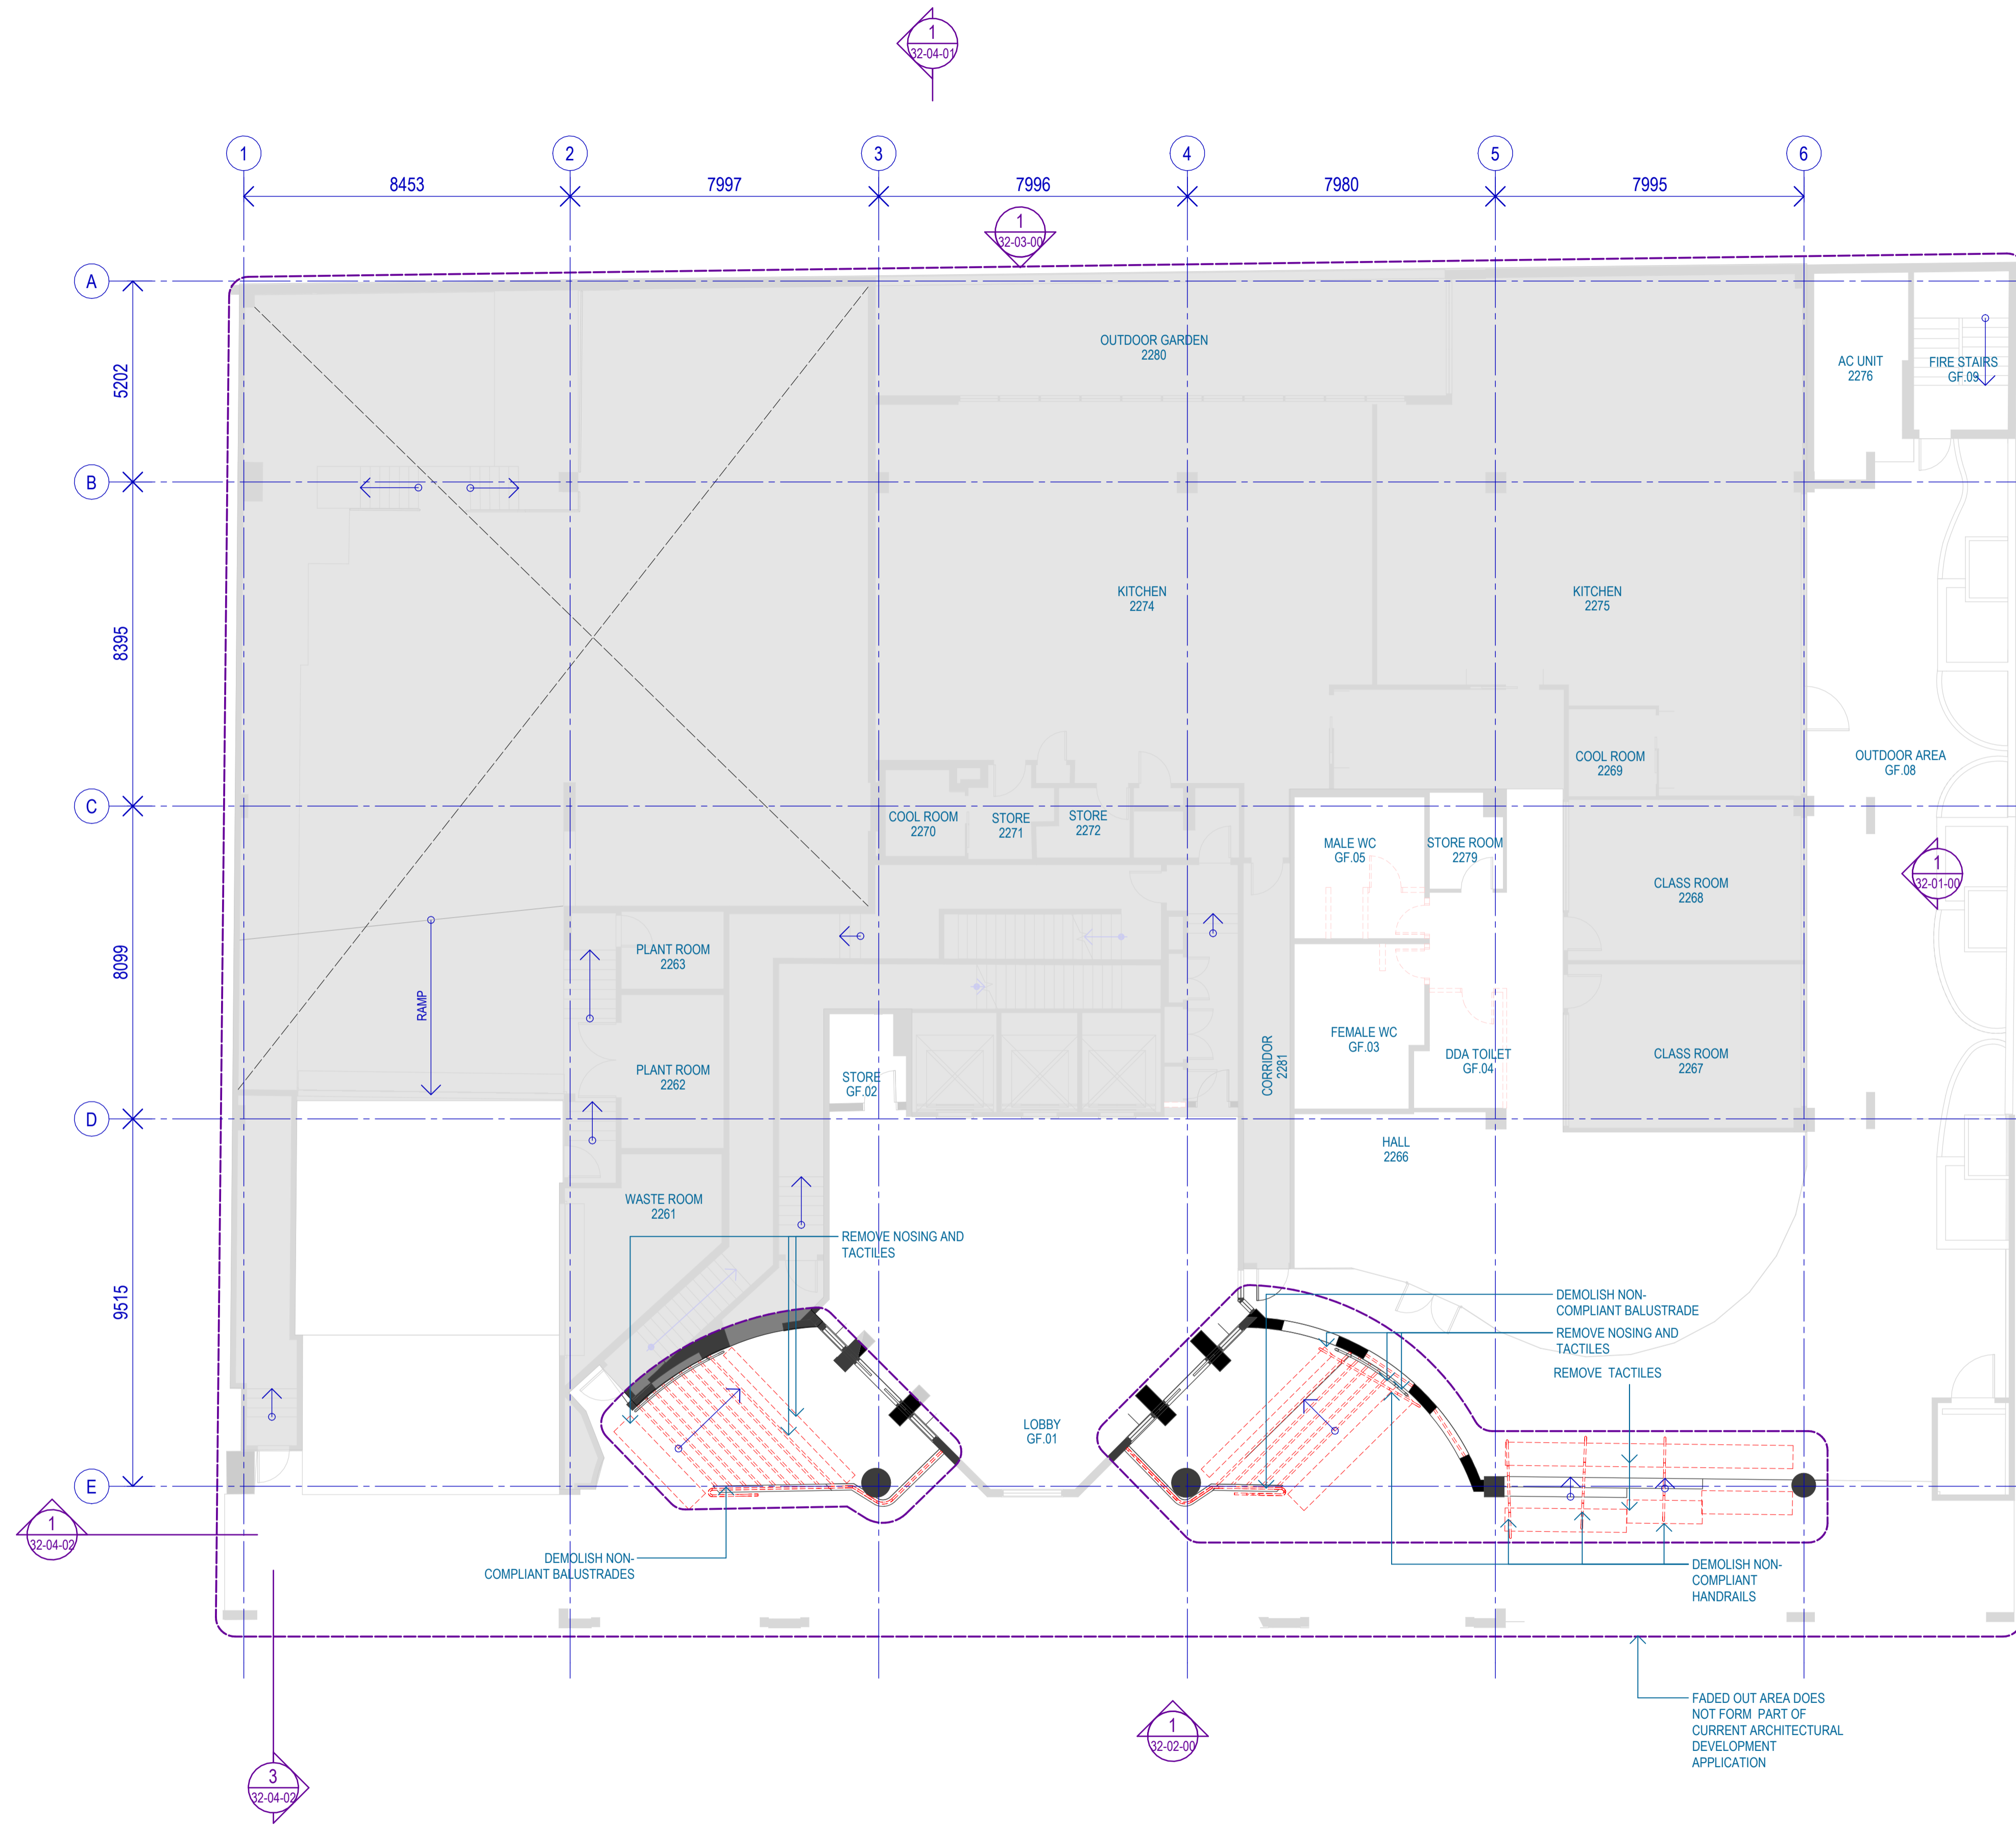 1
32-04-01
1
2
3
4
5
6
8453
7997
7996
7980
7995
1
32-03-00
A
5202
OUTDOOR GARDEN
2280
AC UNIT
2276
FIRE STAIRS
GF.09
B
8395
KITCHEN
2274
KITCHEN
2275
COOL ROOM
2269
OUTDOOR AREA
GF.08
C
COOL ROOM
2270
STORE
2271
STORE
2272
MALE WC
GF.05
STORE ROOM
2279
1
32-01-00
CLASS ROOM
2268
8099
PLANT ROOM
2263
RAMP
PLANT ROOM
2262
STORE
GF.02
CORRIDOR
2281
FEMALE WC
GF.03
DDA TOILET
GF.04
CLASS ROOM
2267
D
HALL
2266
WASTE ROOM
2261
9515
REMOVE NOSING AND
TACTILES
DEMOLISH NON-
COMPLIANT BALUSTRADE
REMOVE NOSING AND
TACTILES
REMOVE TACTILES
LOBBY
GF.01
E
1
32-04-02
DEMOLISH NON-
COMPLIANT BALUSTRADES
DEMOLISH NON-
COMPLIANT
HANDRAILS
FADED OUT AREA DOES
NOT FORM PART OF
CURRENT ARCHITECTURAL
DEVELOPMENT
APPLICATION
1
32-02-00
3
32-04-02